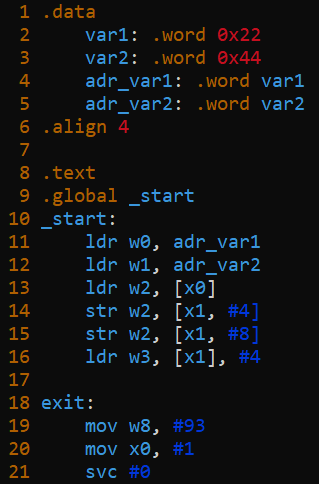 1 .data
2     var1: .word 0x22
3     var2: .word 0x44
4     adr_var1: .word var1
5     adr_var2: .word var2
6 .align 4
7
8 .text
9 .global _start
10 _start:
11     ldr w0, adr_var1
12     ldr w1, adr_var2
13     ldr w2, [x0]
14     str w2, [x1, #4]
15     str w2, [x1, #8]
16     ldr w3, [x1], #4
17
18 exit:
19     mov w8, #93
20     mov x0, #1
21     svc #0